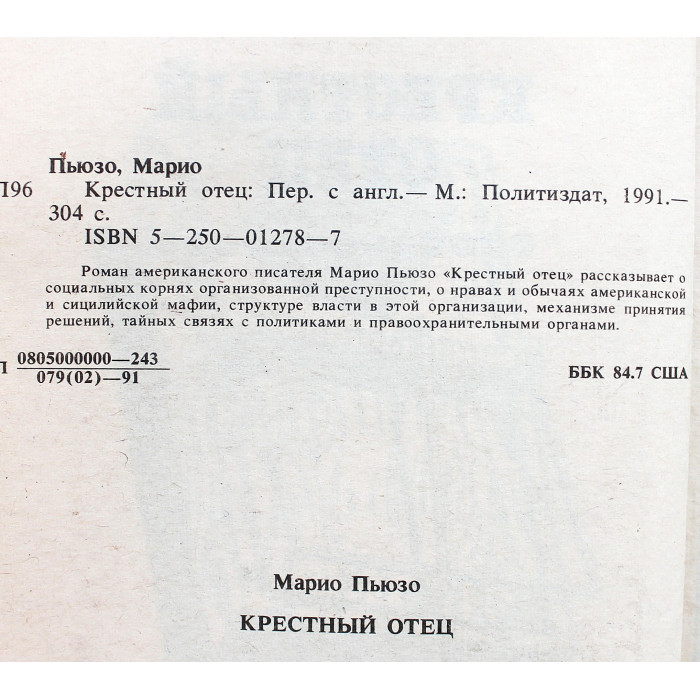 Пьюзо, Марио
П96 Крестный отец: Пер. с англ.— М.: Политиздат, 1991.—
304 с.
ISBN 5—250—01278—7
Роман американского писателя Марио Пьюзо «Крестный отец» рассказывает о
социальных корнях организованной преступности, о нравах и обычаях американской
и сицилийской мафии, структуре власти в этой организации, механизме принятия
решений, тайных связях с политиками и правоохранительными органами.
П 0805000000—243
079(02)—91
ББК 84.7 США
Марио Пьюзо
КРЕСТНЫЙ ОТЕЦ